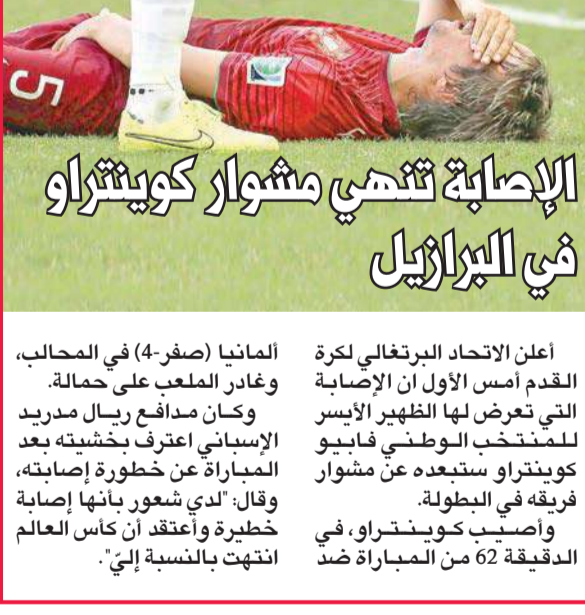 5
الإصابة تنهي مشوار كوينتراو
في البرازيل
أعلن الاتحاد البرتغالي لكرة
القدم أمس الأول ان الإصابة
التي تعرض لها الظهير الأيسر
للمنتخب الوطني فابيو
كوينتراو ستبعده عن مشوار
فريقه في البطولة.
وأصيب كوينتراو، في
الدقيقة 62 من المباراة ضد
ألمانيا (صفر-4) في المحالب،
وغادر الملعب على حمالة.
وكان مدافع ريال مدريد
الإسباني اعترف بخشيته بعد
المباراة عن خطورة إصابته،
وقال: "لدي شعور بأنها إصابة
خطيرة وأعتقد أن كأس العالم
انتهت بالنسبة إليّ".